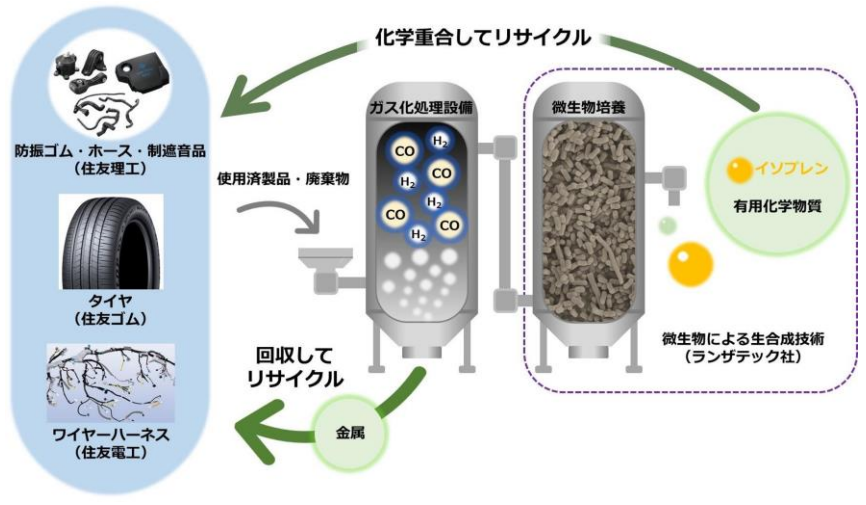 化学重合してリサイクル
防振ゴム・ホース・制遮音品
（住友理工）
タイヤ
（住友ゴム）
ワイヤーハーネス
（住友電工）
使用済製品・廃棄物
ガス化処理設備
CO
H2
CO
H2
H2
CO
CO
H2
微生物培養
イソプレン
有用化学物質
微生物による生合成技術
（ランザテック社）
回収して
リサイクル
金属